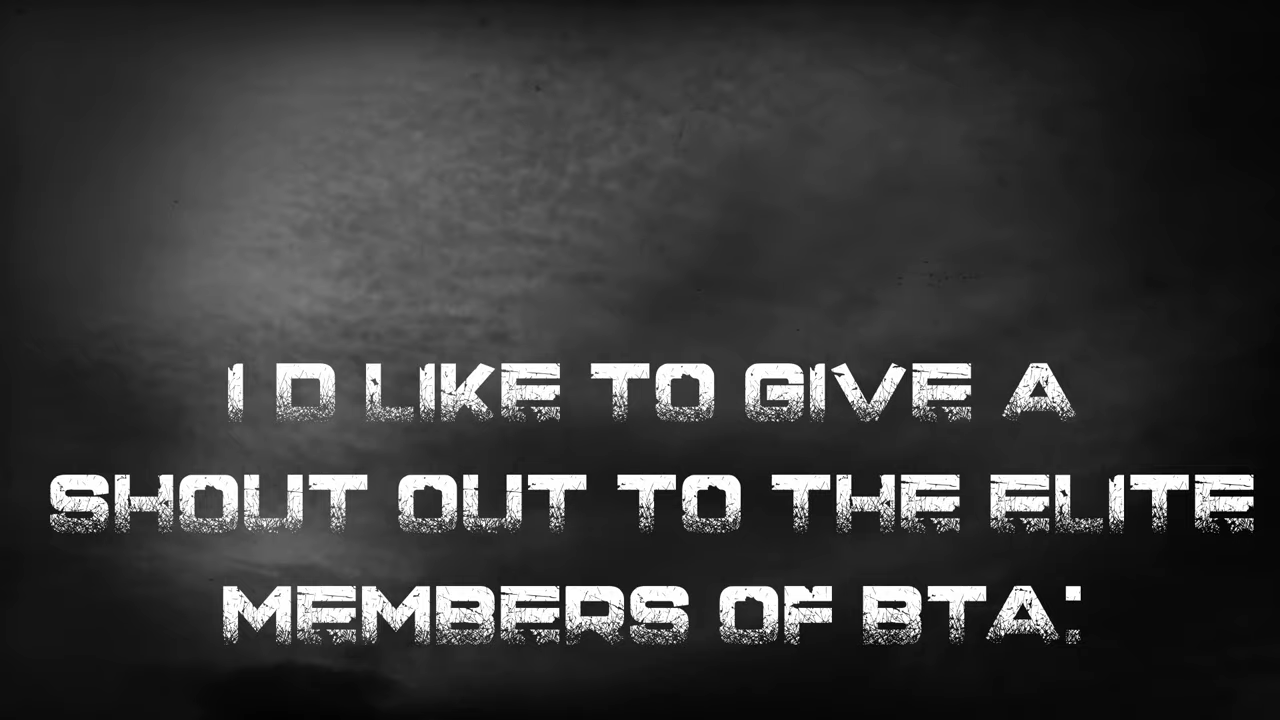 I D LIKE TO GIVE A
SHOUT OUT TO THE ELITE
MEMBERS OF BTA: